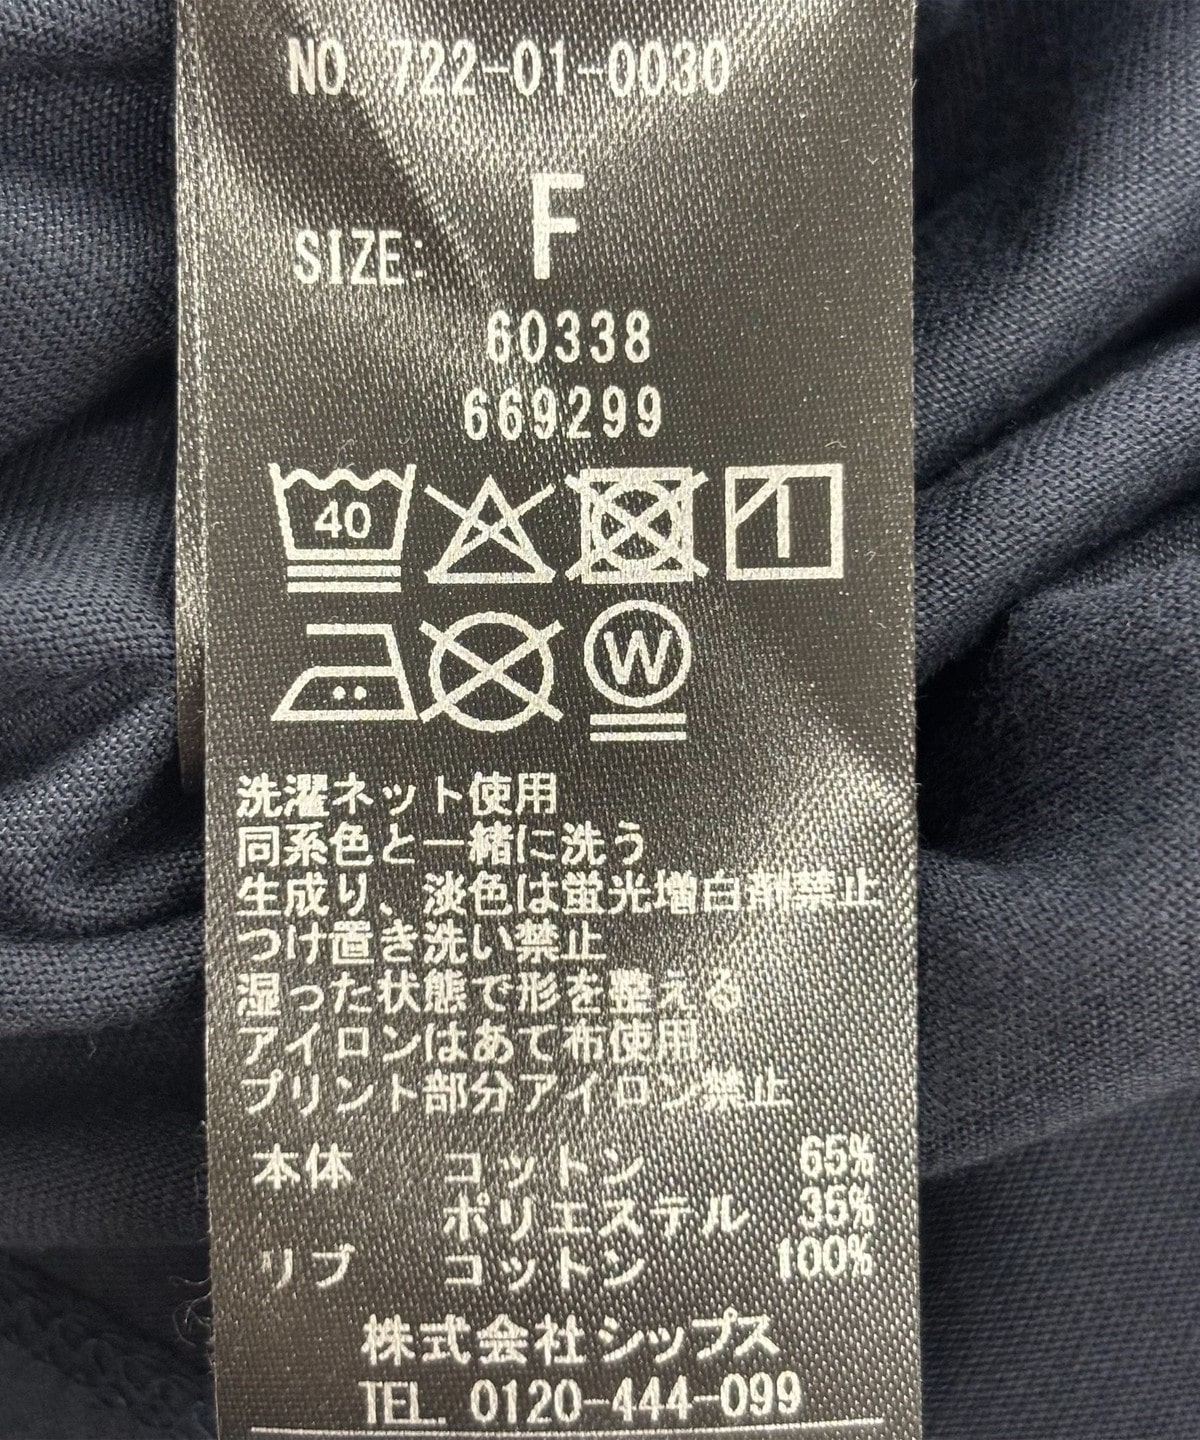 NO. 722-01-0030
SIZE: F
60338
669299
40
W
洗濯ネット使用
同系色と一緒に洗う
生成り、淡色は蛍光増白剤禁止
つけ置き洗い禁止
湿った状態で形を整える
アイロンはあて布使用
プリント部分アイロン禁止
本体 コットン 65%
ポリエステル 35%
リブ コットン 100%
株式会社シップス
TEL. 0120-444-099